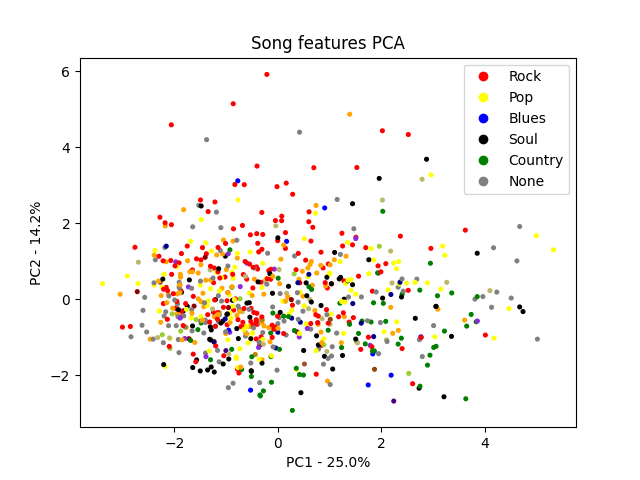 Song features PCA
6
4
2
0
−2
PC2 - 14.2%
−2
0
2
4
PC1 - 25.0%
Rock
Pop
Blues
Soul
Country
None